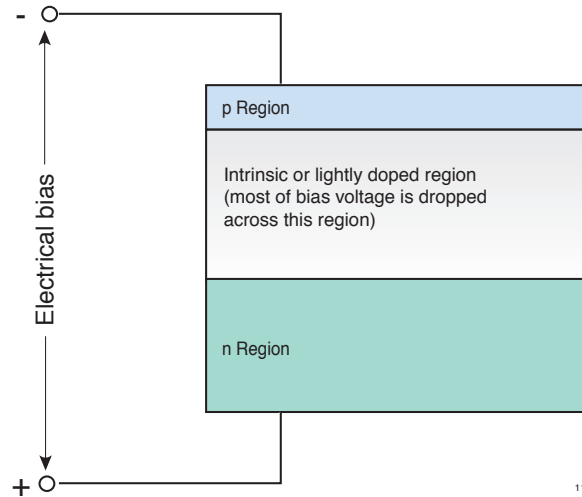 -
p Region
Intrinsic or lightly doped region
(most of bias voltage is dropped
across this region)
Electrical bias
n Region
+